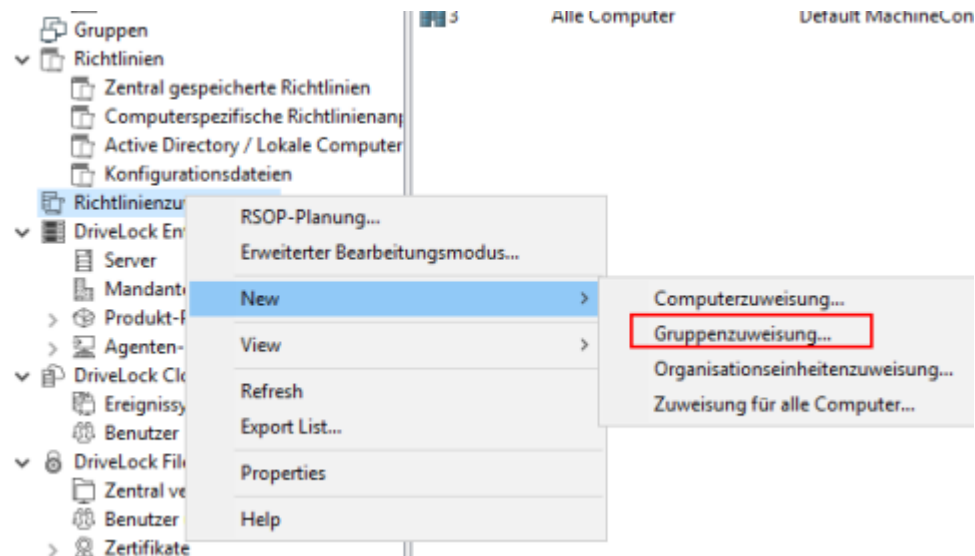 Gruppen
Richtlinien
Zentral gespeicherte Richtlinien
Computerspezifische Richtlinienan
Active Directory / Lokale Computer
Konfigurationsdateien
Richtlinienzu
DriveLock En
Server
Mandant
Produkt-
Agenten-
DriveLock Cl
Ereignissy
Benutzer
DriveLock File
Zentral ve
Benutzer
Zertifikate
3 Alle Computer Default MachineCon
RSOP-Planung...
Erweiterter Bearbeitungsmodus...
New >
View >
Refresh
Export List...
Properties
Help
Computerzuweisung...
Gruppenzuweisung...
Organisationseinheitenzuweisung...
Zuweisung für alle Computer...